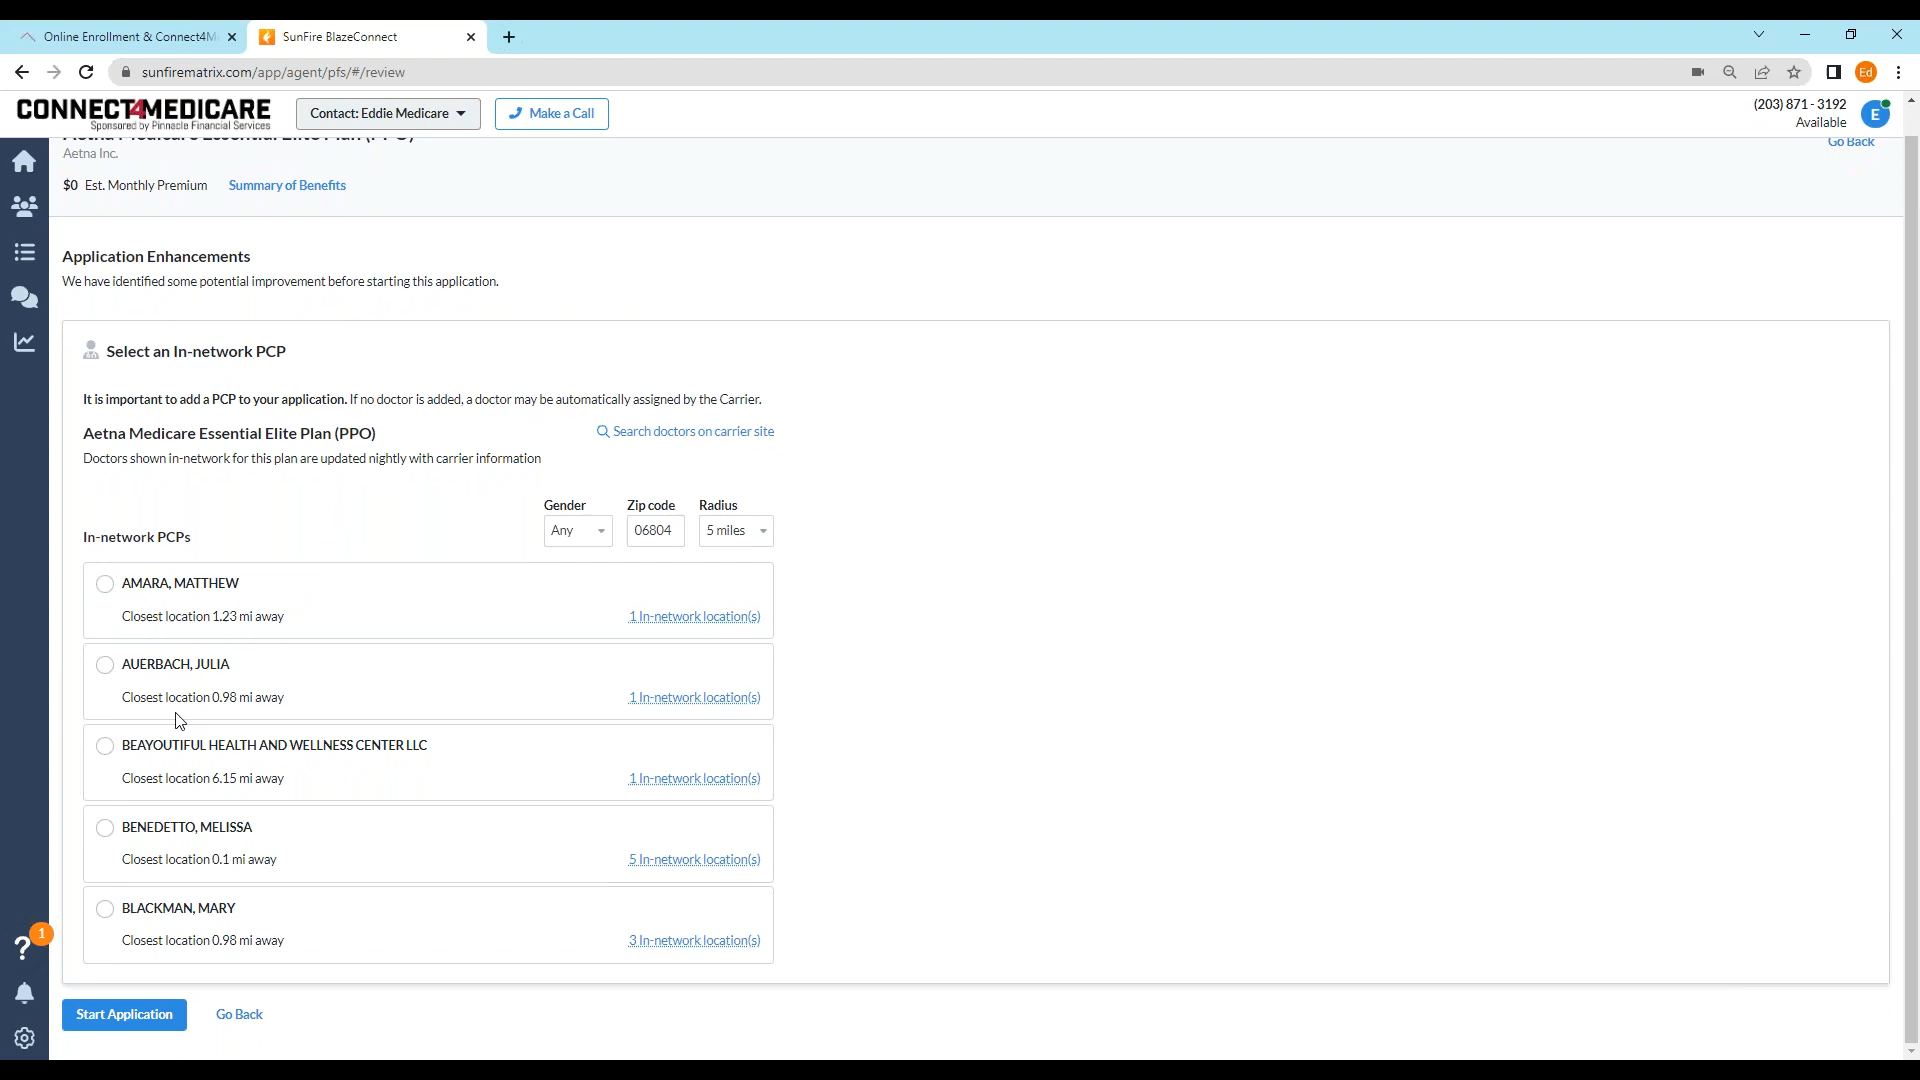 Online Enrollment & Connect4M
SunFire BlazeConnect
sunfirematrix.com/app/agent/pfs/#/review
Ed
CONNECT4MEDICARE
Sponsored by Pinnacle Financial Services
Contact: Eddie Medicare
Make a Call
(203) 871 - 3192
Available
E
Aetna Medicare Essential Elite Plan (PPO)
Go Back
Aetna Inc.
$0 Est. Monthly Premium Summary of Benefits
Application Enhancements
We have identified some potential improvement before starting this application.
Select an In-network PCP
It is important to add a PCP to your application. If no doctor is added, a doctor may be automatically assigned by the Carrier.
Aetna Medicare Essential Elite Plan (PPO)
Search doctors on carrier site
Doctors shown in-network for this plan are updated nightly with carrier information
Gender Zip code Radius
Any 06804 5 miles
In-network PCPs
AMARA, MATTHEW
Closest location 1.23 mi away 1 In-network location(s)
AUERBACH, JULIA
Closest location 0.98 mi away 1 In-network location(s)
BEAYOUTIFUL HEALTH AND WELLNESS CENTER LLC
Closest location 6.15 mi away 1 In-network location(s)
BENEDETTO, MELISSA
Closest location 0.1 mi away 5 In-network location(s)
BLACKMAN, MARY
Closest location 0.98 mi away 3 In-network location(s)
1
Start Application Go Back